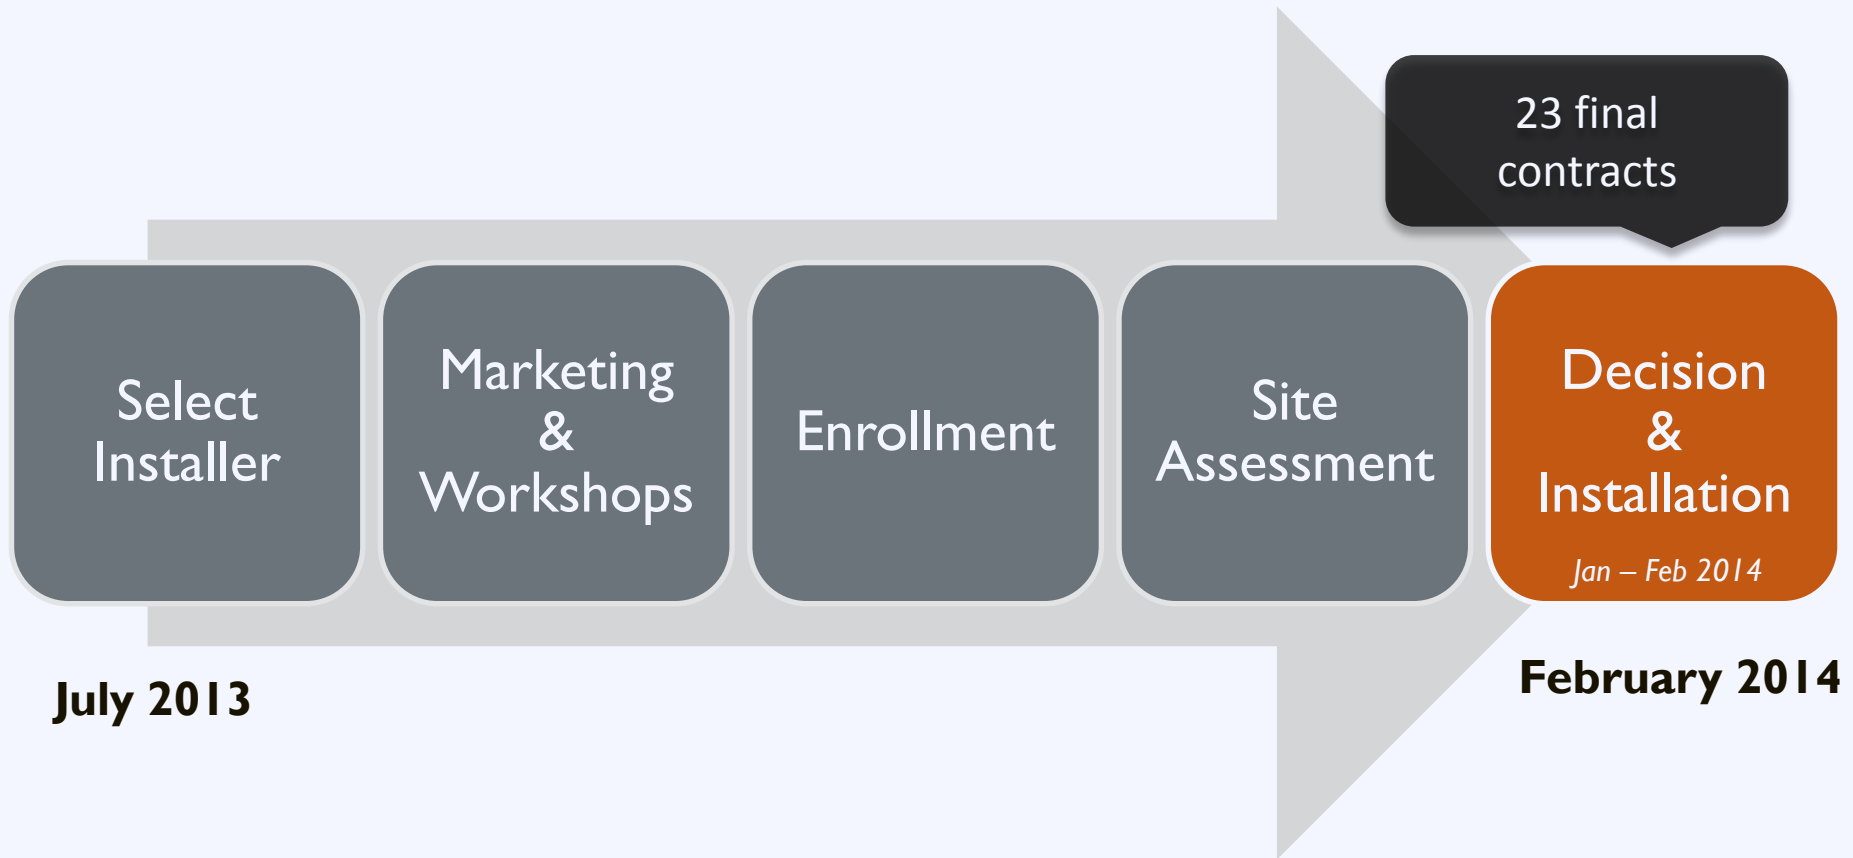 23 final
contracts
Select
Installer
Marketing
&
Workshops
Enrollment
Site
Assessment
Decision
&
Installation
Jan – Feb 2014
July 2013
February 2014